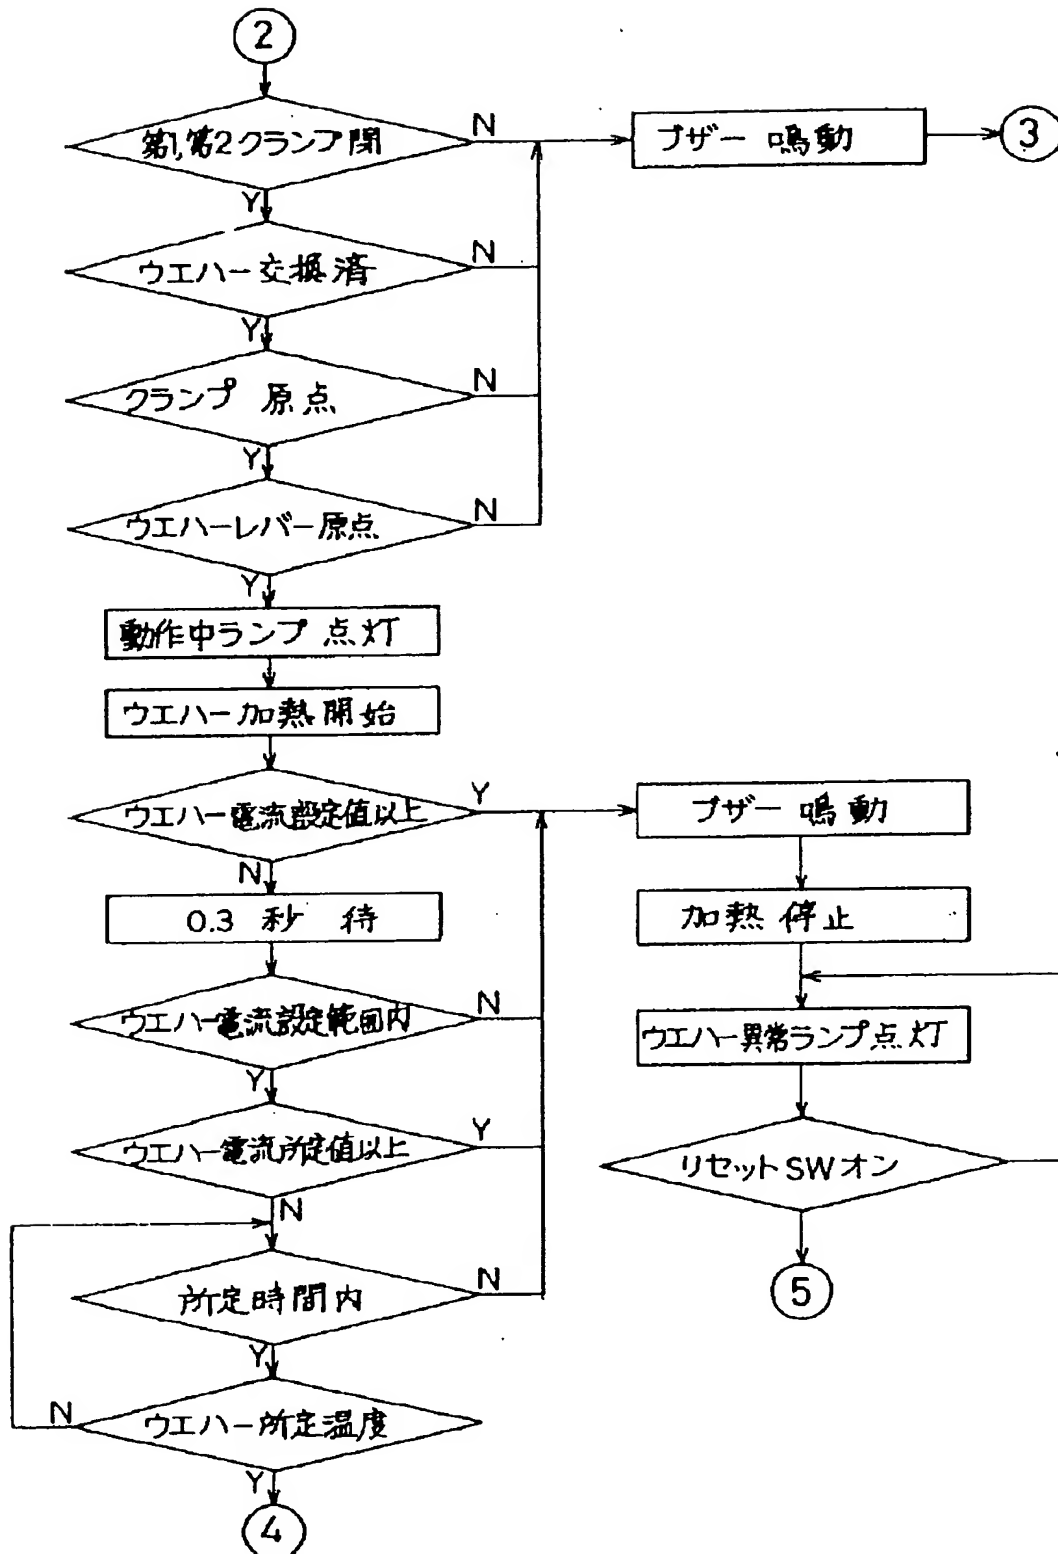 2
第1,第2クランプ開
N
ブザー 鳴動
3
Y
ウエハー交換済
N
Y
クランプ 原点
N
Y
ウエハーレバー原点
N
Y
動作中ランプ 点灯
ウエハー加熱開始
ウエハー電流設定値以上
Y
ブザー 鳴動
N
0.3 秒 待
加熱停止
ウエハー電流設定範囲内
N
ウエハー異常ランプ点灯
Y
ウエハー電流所定値以上
Y
リセットSWオン
N
所定時間内
N
5
Y
ウエハー所定温度
N
Y
4